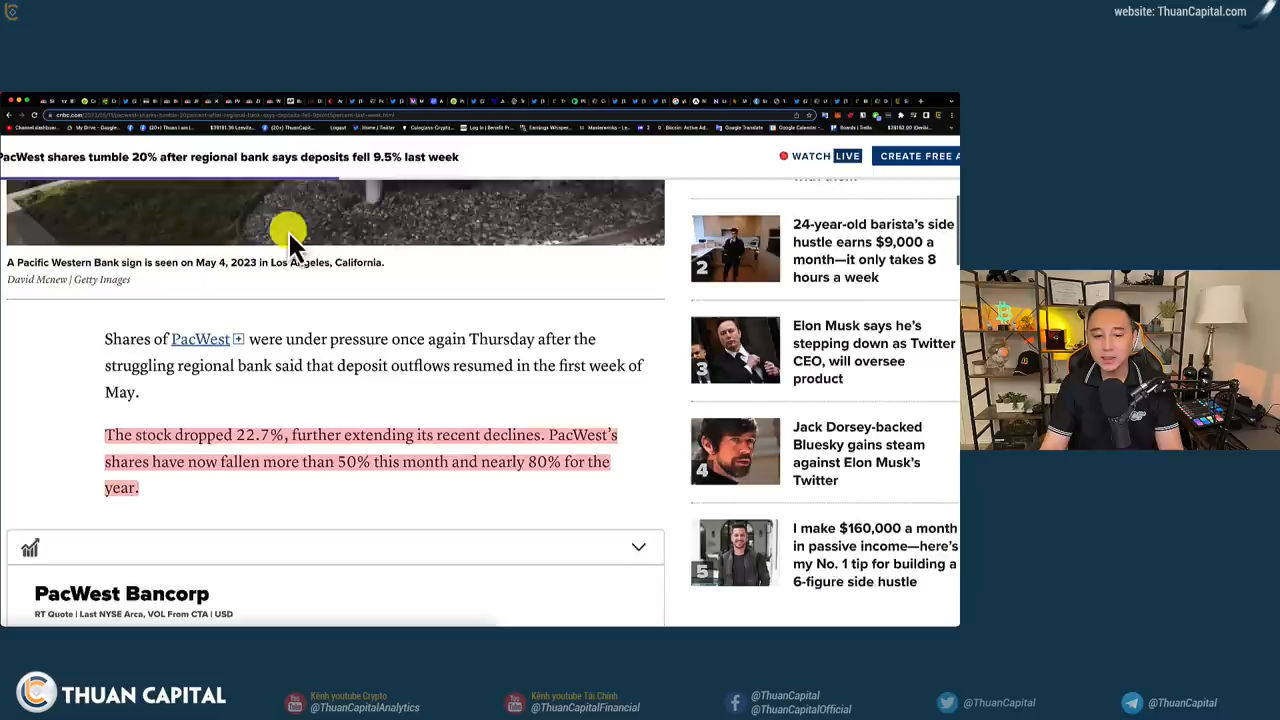 website: ThuanCapital.com
PacWest shares tumble 20% after regional bank says deposits fell 9.5% last week
WATCH LIVE
CREATE FREE A
A Pacific Western Bank sign is seen on May 4, 2023 in Los Angeles, California.
David Mcnew | Getty Images
Shares of PacWest were under pressure once again Thursday after the
struggling regional bank said that deposit outflows resumed in the first week of
May.
The stock dropped 22.7%, further extending its recent declines. PacWest's
shares have now fallen more than 50% this month and nearly 80% for the
year.
PacWest Bancorp
RT Quote | Last NYSE Arca, VOL From CTA | USD
2
24-year-old barista's side
hustle earns $9,000 a
month—it only takes 8
hours a week
3
Elon Musk says he's
stepping down as Twitter
CEO, will oversee
product
4
Jack Dorsey-backed
Bluesky gains steam
against Elon Musk's
Twitter
5
I make $160,000 a month
in passive income—here's
my No. 1 tip for building a
6-figure side hustle
THUAN CAPITAL
Kênh youtube Crypto
@ThuanCapitalAnalytics
Kênh youtube Tài Chính
@ThuanCapitalFinancial
@ThuanCapital
@ThuanCapitalOfficial
@ThuanCapital
@ThuanCapital